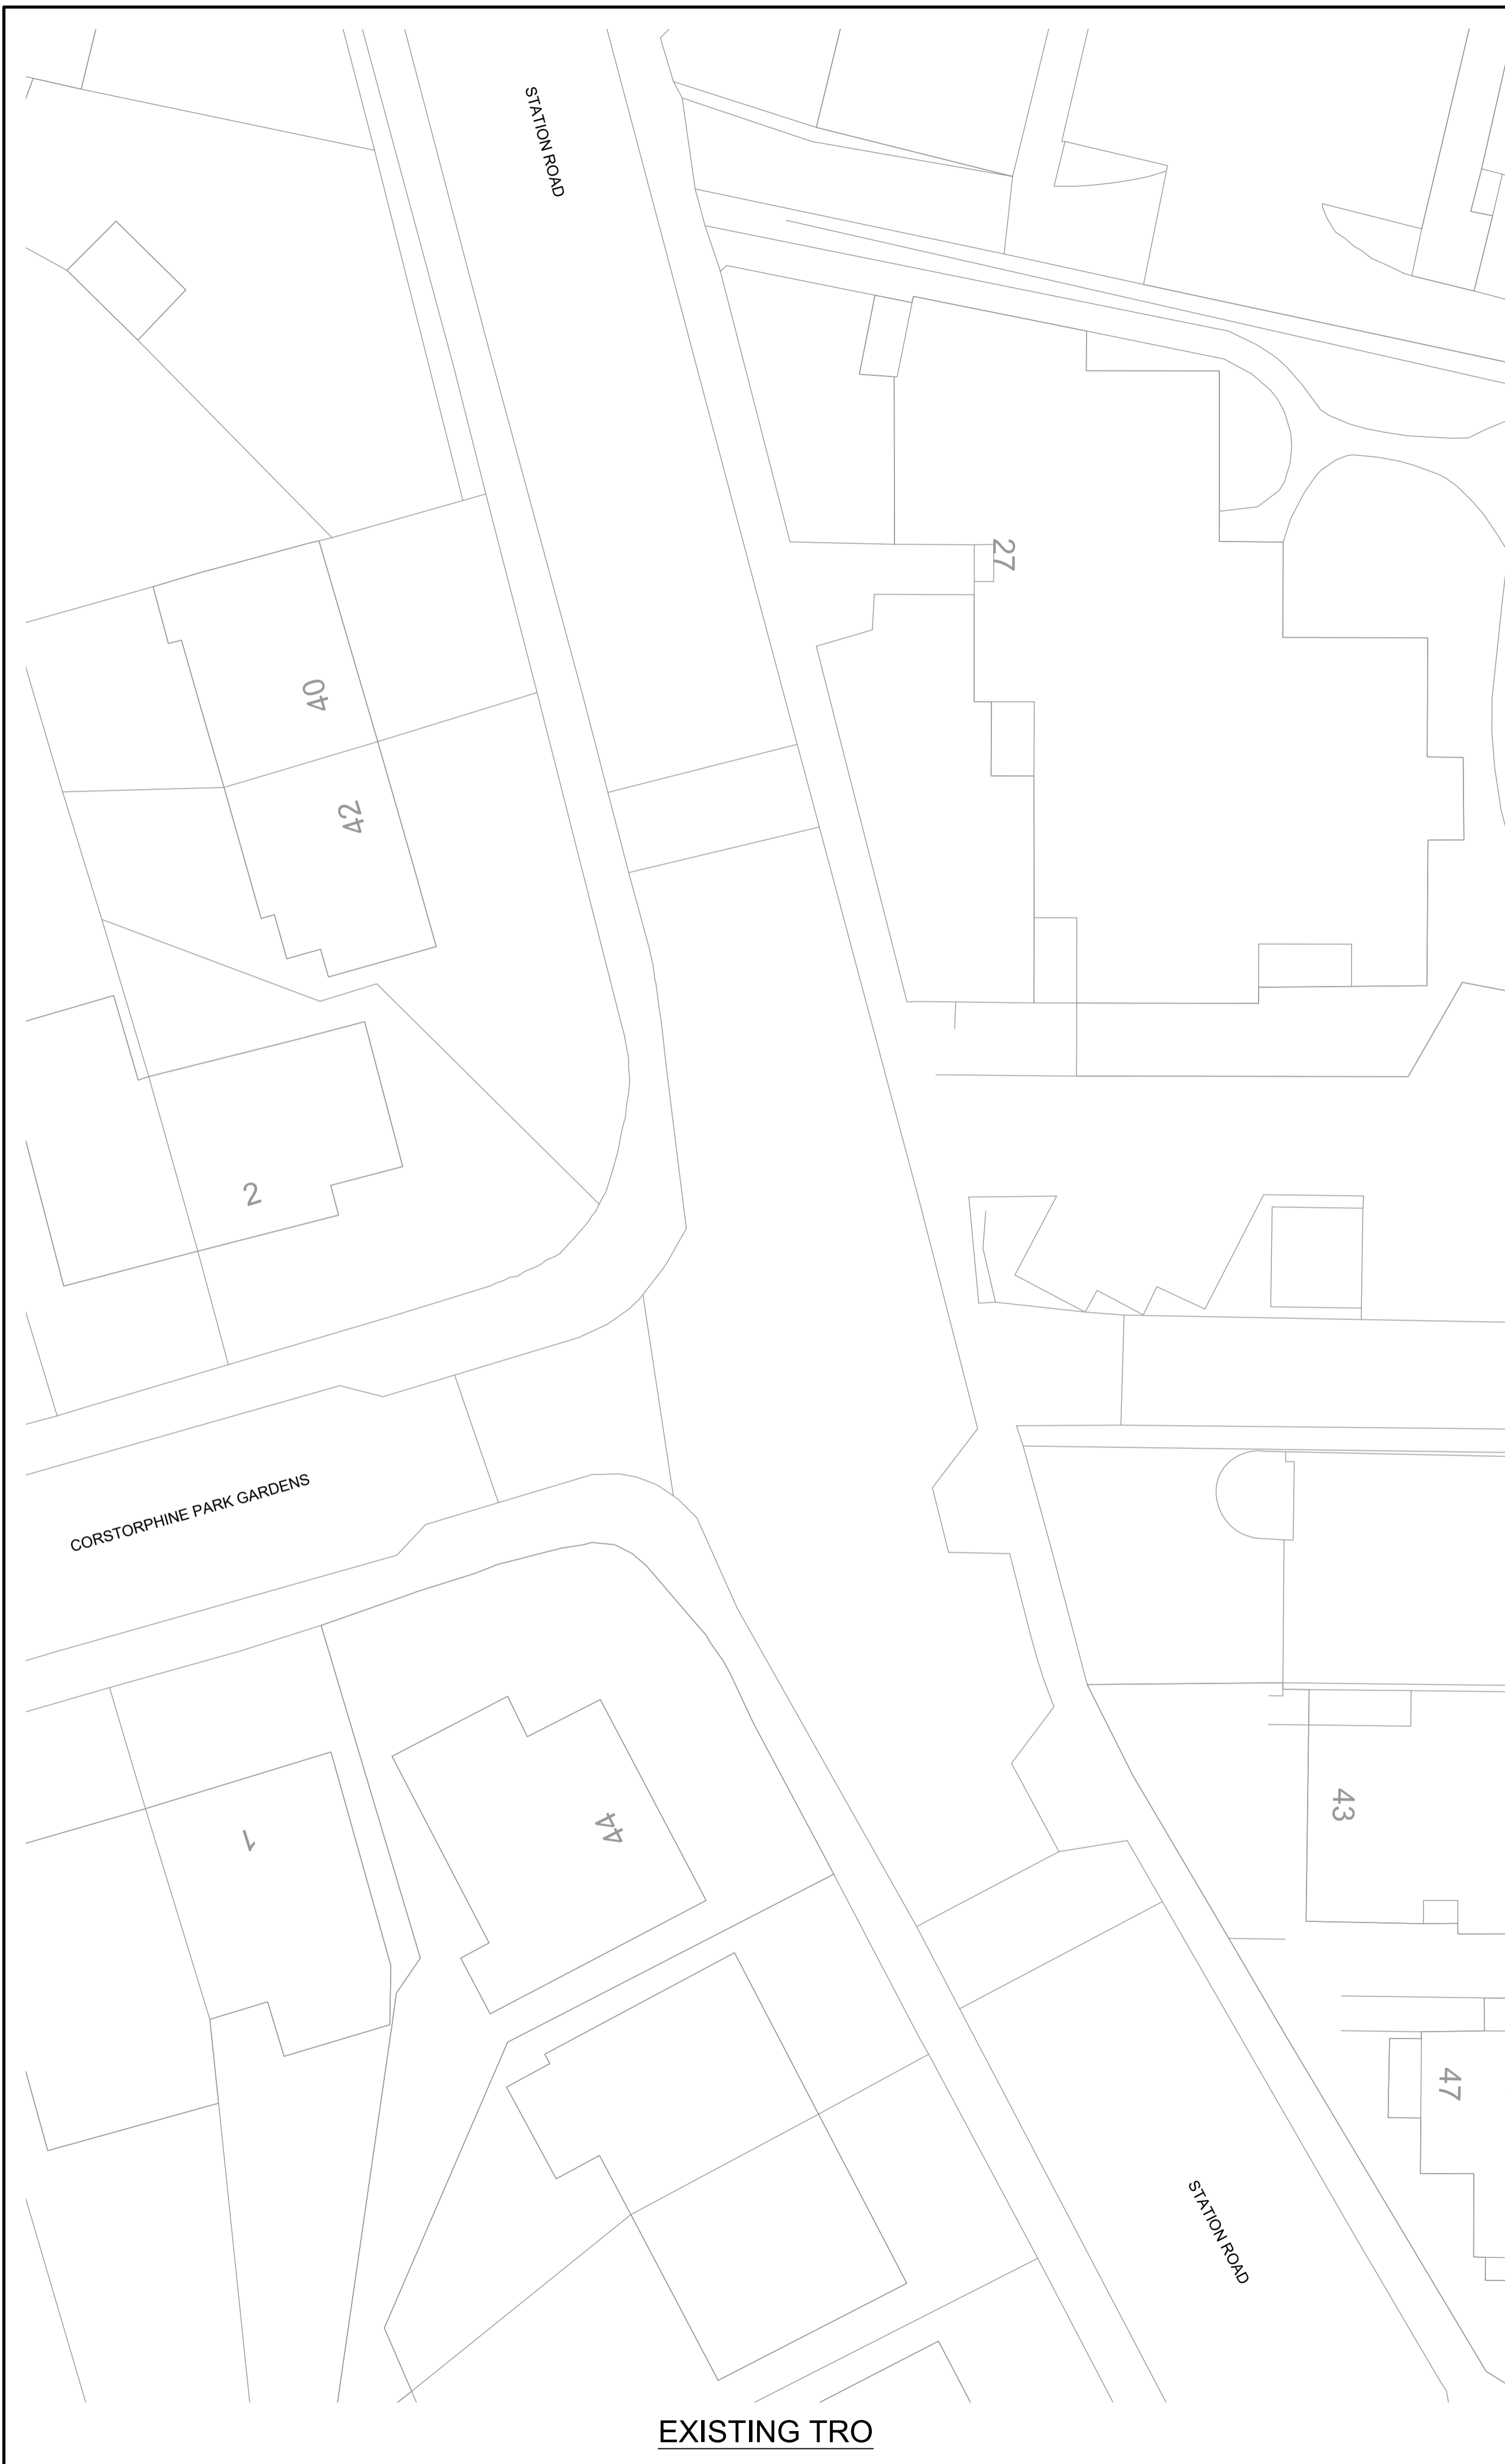 STATION ROAD
27
40
42
2
CORSTORPHINE PARK GARDENS
1
44
43
47
STATION ROAD
EXISTING TRO